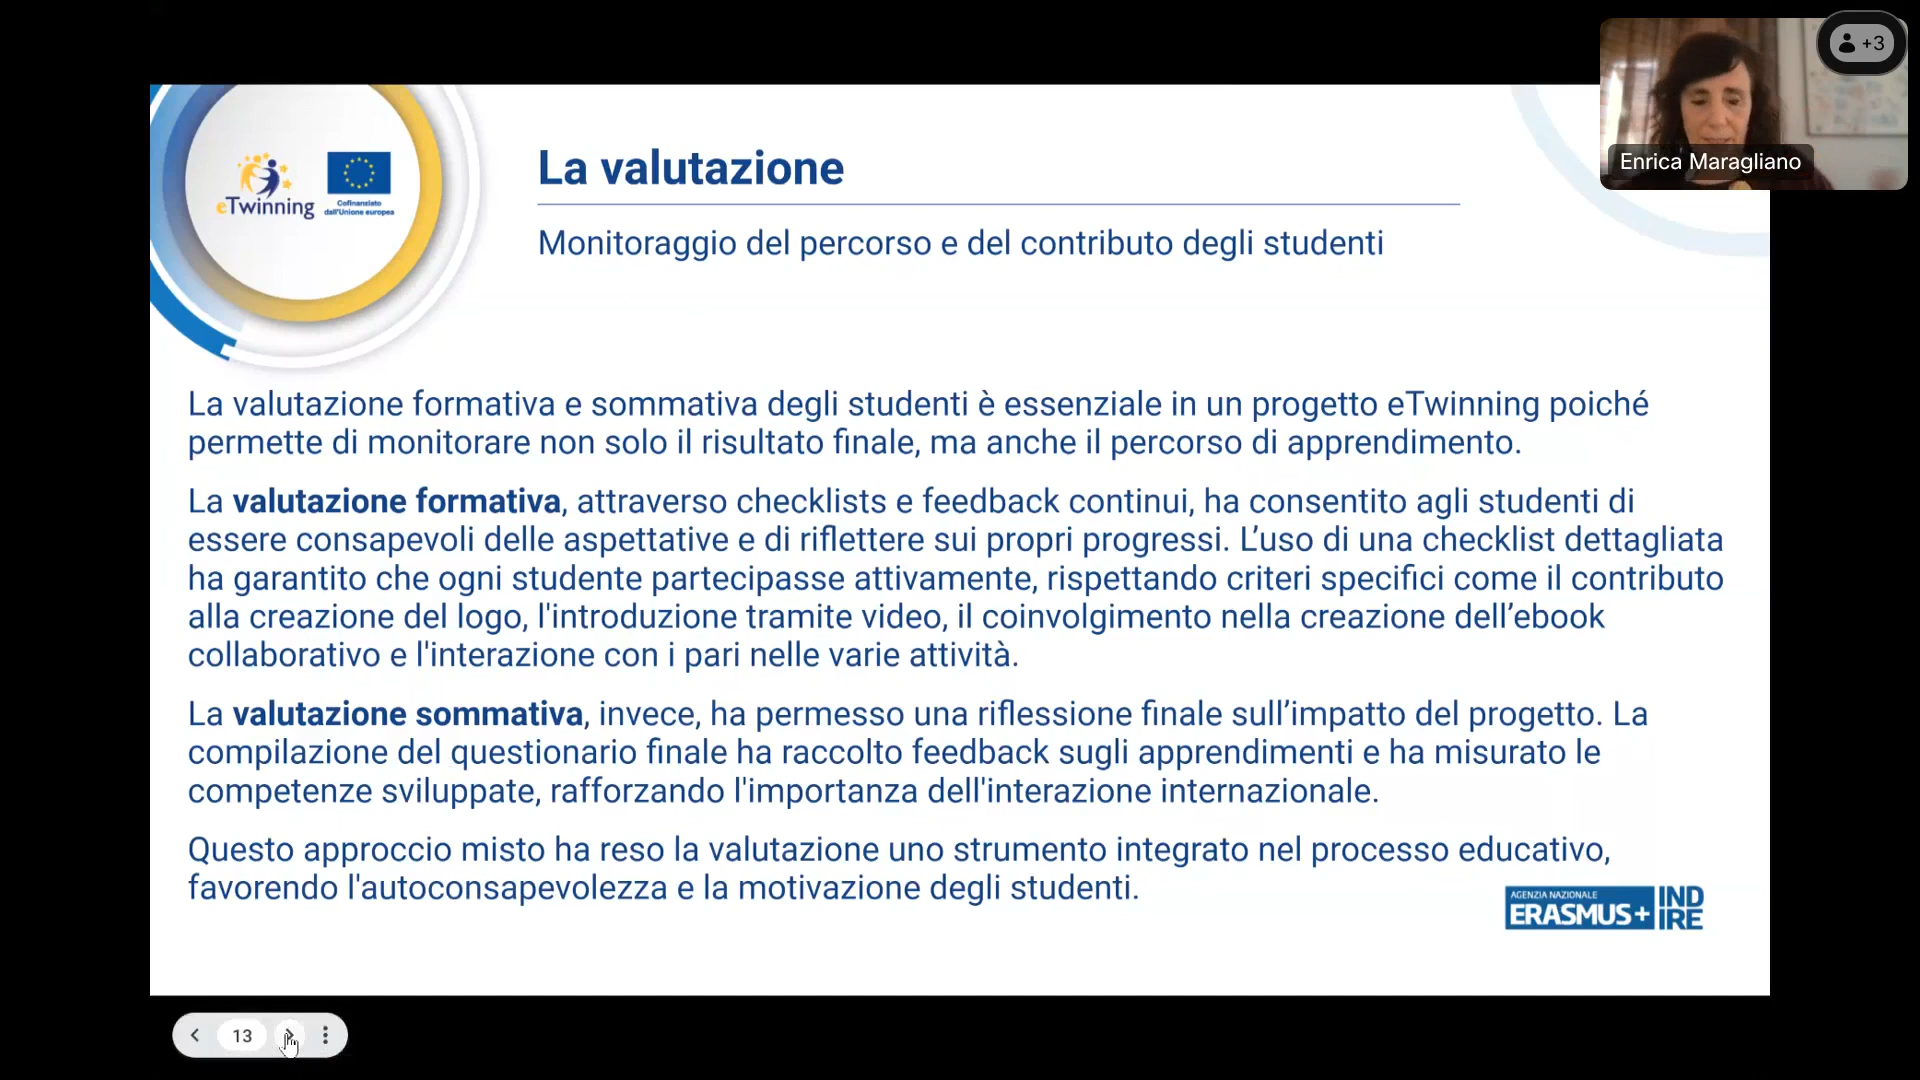 +3
Enrica Maragliano
eTwinning
Cofinanziato
dall'Unione europea
La valutazione
Monitoraggio del percorso e del contributo degli studenti
La valutazione formativa e sommativa degli studenti è essenziale in un progetto eTwinning poiché
permette di monitorare non solo il risultato finale, ma anche il percorso di apprendimento.
La valutazione formativa, attraverso checklists e feedback continui, ha consentito agli studenti di
essere consapevoli delle aspettative e di riflettere sui propri progressi. L’uso di una checklist dettagliata
ha garantito che ogni studente partecipasse attivamente, rispettando criteri specifici come il contributo
alla creazione del logo, l'introduzione tramite video, il coinvolgimento nella creazione dell’ebook
collaborativo e l'interazione con i pari nelle varie attività.
La valutazione sommativa, invece, ha permesso una riflessione finale sull’impatto del progetto. La
compilazione del questionario finale ha raccolto feedback sugli apprendimenti e ha misurato le
competenze sviluppate, rafforzando l'importanza dell'interazione internazionale.
Questo approccio misto ha reso la valutazione uno strumento integrato nel processo educativo,
favorendo l'autoconsapevolezza e la motivazione degli studenti.
AGENZIA NAZIONALE
ERASMUS+
IND
IRE
13